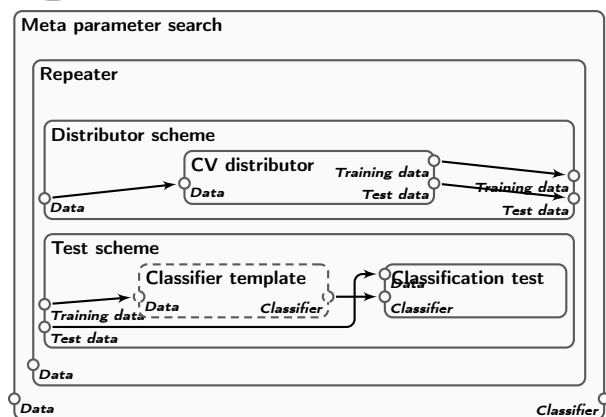 Meta parameter search
Repeater
Distributor scheme
CV distributor
Training data
Data
Test data
Training data
Data
Test data
Test scheme
Classifier template
Classification test
Data
Data
Classifier
Classifier
Training data
Test data
Data
Data
Classifier